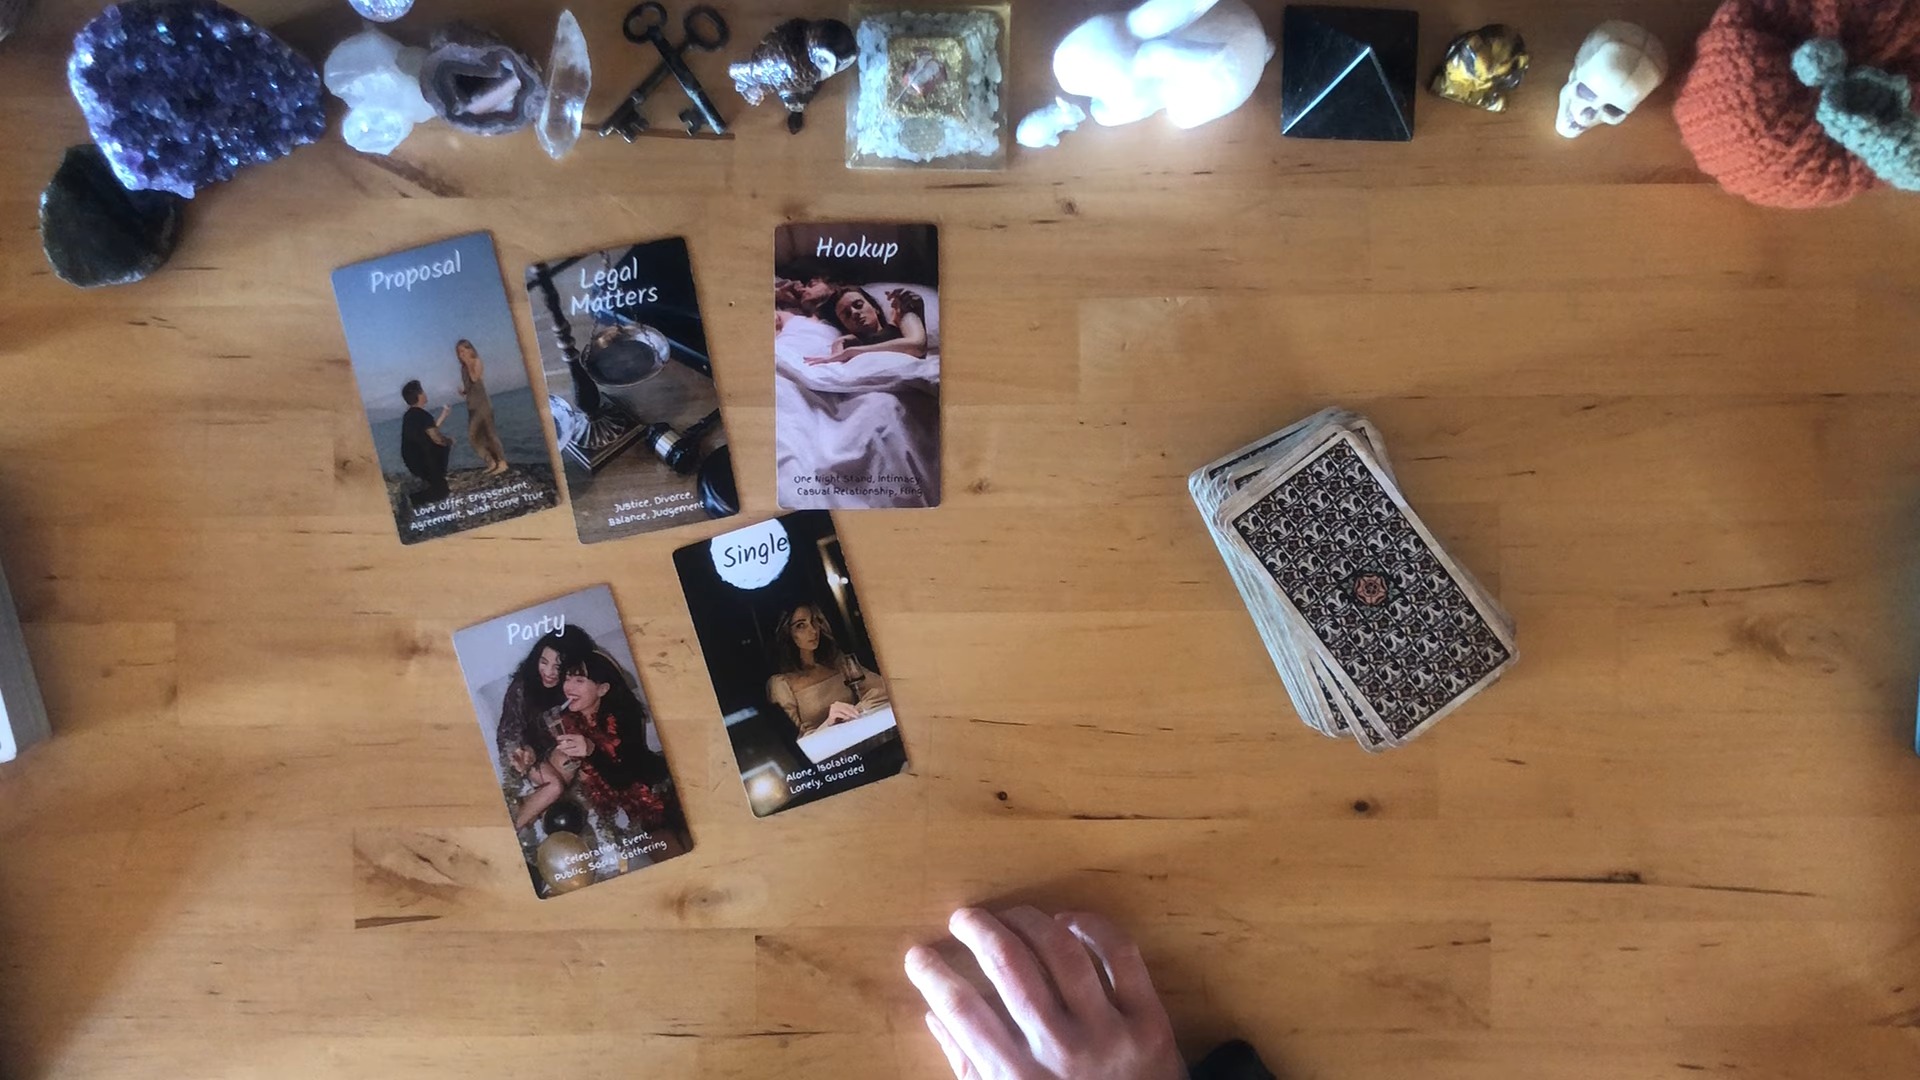 Proposal
Love Offer, Engagement,
Agreement, Wish Come True
Legal
Matters
Justice, Divorce,
Balance, Judgement
Hookup
One Night Stand, Intimacy,
Casual Relationship, Fling
Party
Celebration, Event,
Public, Social Gathering
Single
Alone, Isolation,
Lonely, Guarded